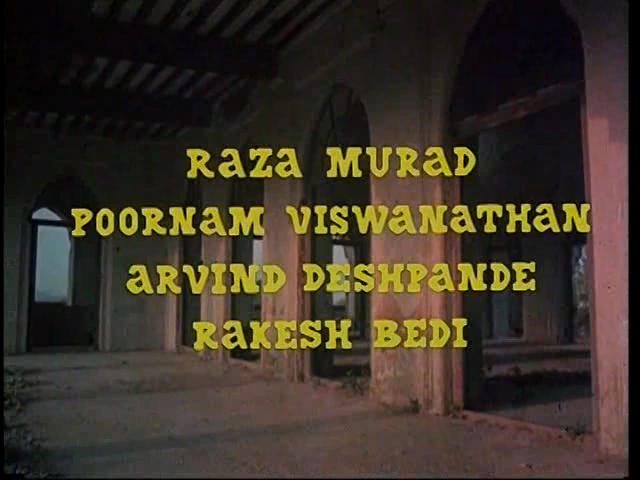 RAZA MURAD
POORNAM VISWANATHAN
ARVIND DESHPANDE
RAKESH BEDI